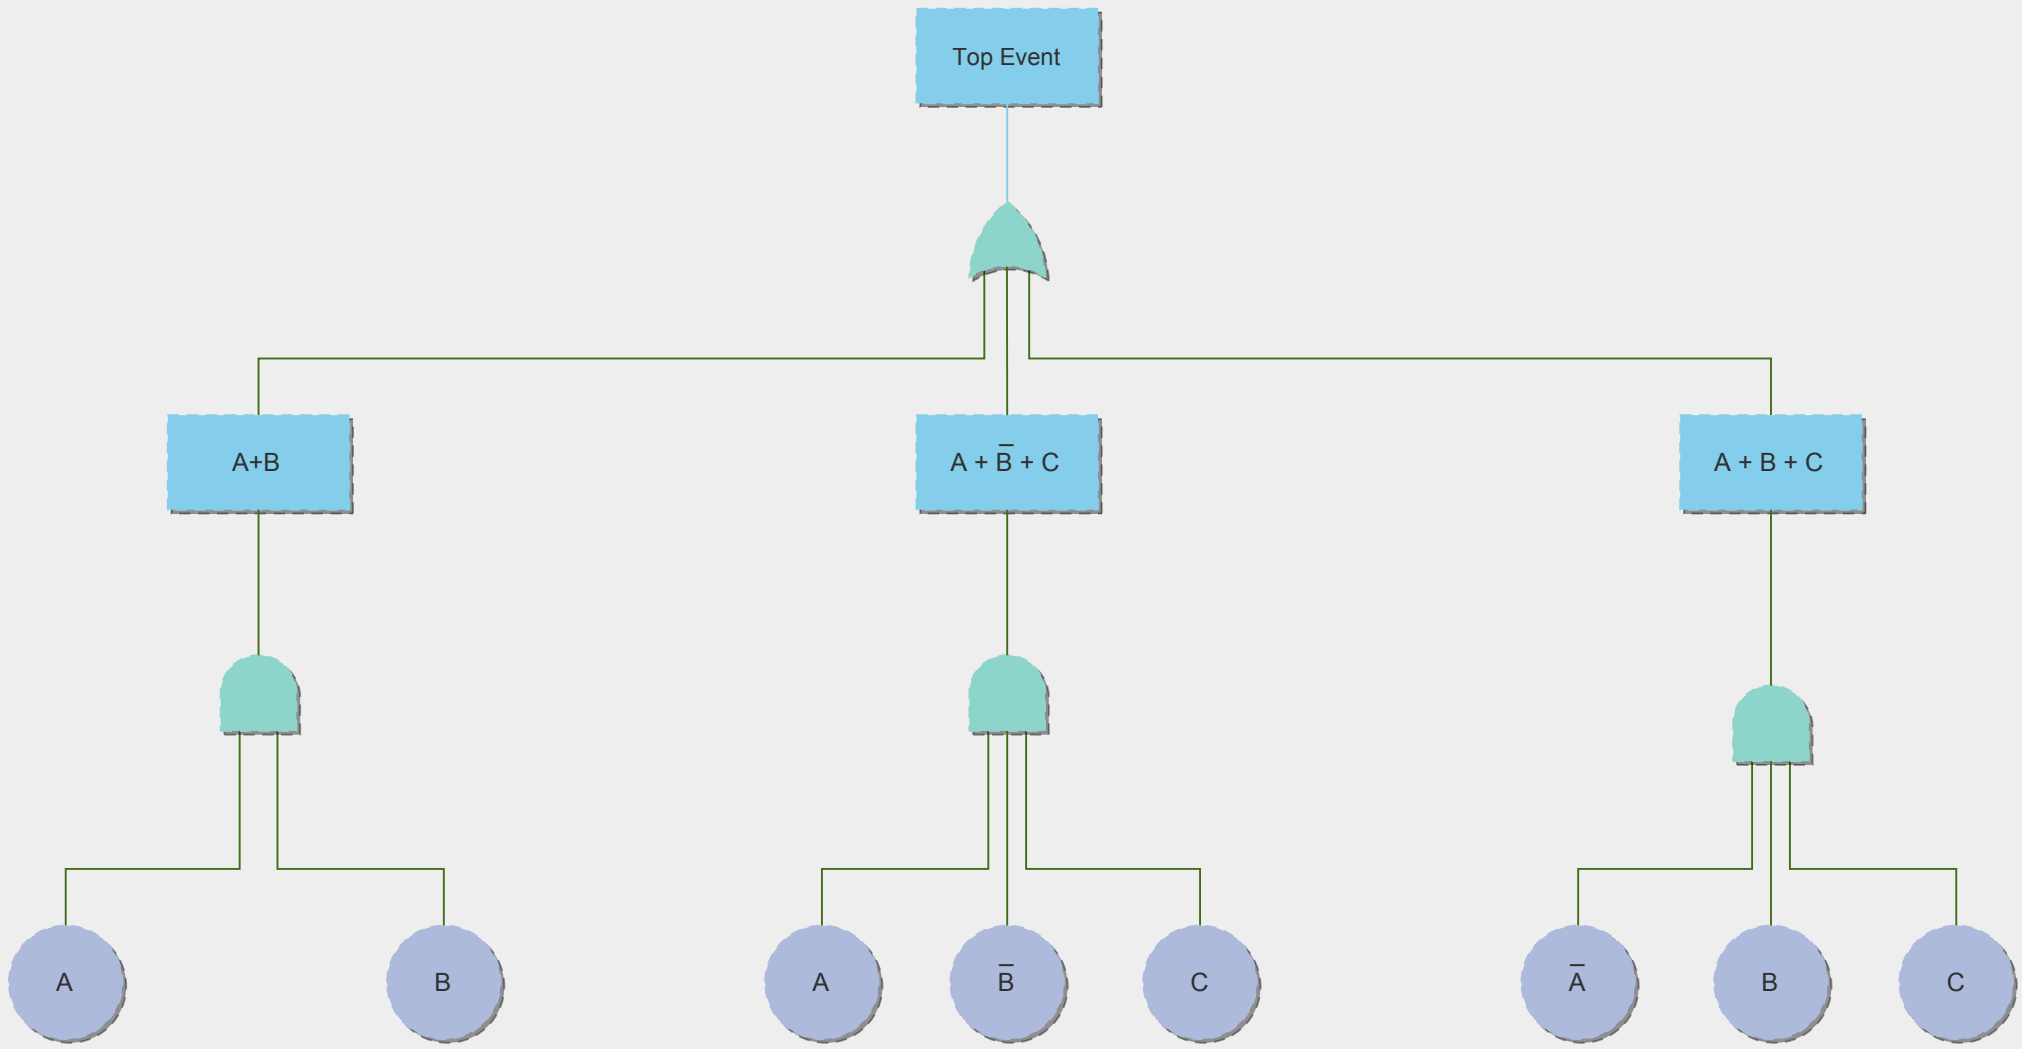 Top Event
A+B
A + B̅ + C
A + B + C
A
B
A
B̅
C
A̅
B
C